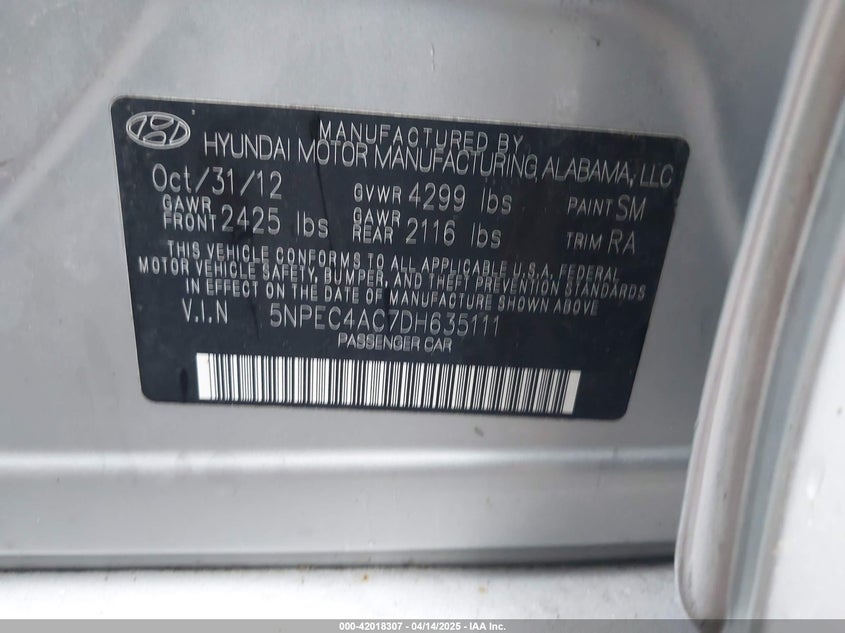 MANUFACTURED BY
HYUNDAI MOTOR MANUFACTURING ALABAMA, LLC
Oct/31/12 GVWR 4299 lbs PAINT SM
GAWR FRONT 2425 lbs GAWR REAR 2116 lbs TRIM RA
THIS VEHICLE CONFORMS TO ALL APPLICABLE U.S.A. FEDERAL
MOTOR VEHICLE SAFETY, BUMPER, AND THEFT PREVENTION STANDARDS
IN EFFECT ON THE DATE OF MANUFACTURE SHOWN ABOVE.
V.I.N 5NPEC4AC7DH635111
PASSENGER CAR
000-42018307 - 04/14/2025 - IAA Inc.